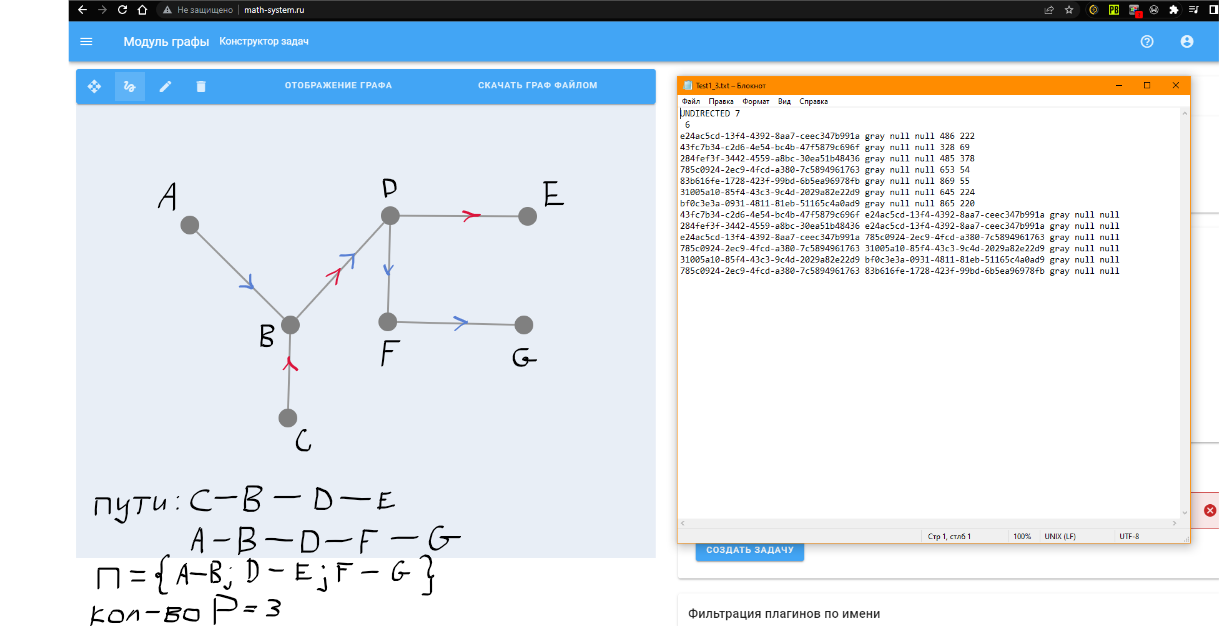 Не защищено | math-system.ru
Модуль графы Конструктор задач
ОТОБРАЖЕНИЕ ГРАФА СКАЧАТЬ ГРАФ ФАЙЛОМ
A
D
E
B
F
G
C
пути: C – B – D – E
A – B – D – F – G
П = {A-B; D-E; F-G}
кол-во P = 3
Test1_3.txt – Блокнот
Файл Правка Формат Вид Справка
UNDIRECTED 7
6
e24ac5cd-13f4-4392-8aa7-ceec347b991a gray null null 486 222
43fc7b34-c2d6-4e54-bc4b-47f5879c696f gray null null 328 69
284fef3f-3442-4559-a8bc-30ea51b48436 gray null null 485 378
785c0924-2ec9-4fcd-a380-7c5894961763 gray null null 653 54
83b616fe-1728-423f-99bd-6b5ea96978fb gray null null 869 55
31005a10-85f4-43c3-9c4d-2029a82e22d9 gray null null 645 224
bf0c3e3a-0931-4811-81eb-51165c4a0ad9 gray null null 865 220
43fc7b34-c2d6-4e54-bc4b-47f5879c696f e24ac5cd-13f4-4392-8aa7-ceec347b991a gray null null
284fef3f-3442-4559-a8bc-30ea51b48436 e24ac5cd-13f4-4392-8aa7-ceec347b991a gray null null
e24ac5cd-13f4-4392-8aa7-ceec347b991a 785c0924-2ec9-4fcd-a380-7c5894961763 gray null null
785c0924-2ec9-4fcd-a380-7c5894961763 31005a10-85f4-43c3-9c4d-2029a82e22d9 gray null null
31005a10-85f4-43c3-9c4d-2029a82e22d9 bf0c3e3a-0931-4811-81eb-51165c4a0ad9 gray null null
785c0924-2ec9-4fcd-a380-7c5894961763 83b616fe-1728-423f-99bd-6b5ea96978fb gray null null
Стр 1, стлб 1 100% UNIX (LF) UTF-8
СОЗДАТЬ ЗАДАЧУ
Фильтрация плагинов по имени